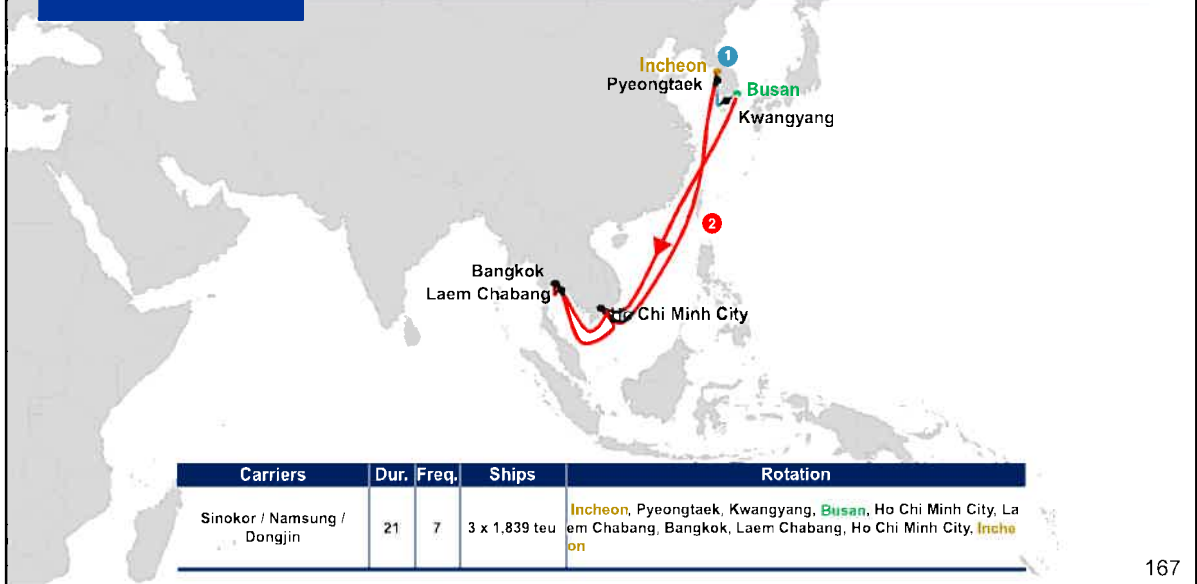 1
Incheon
Pyeongtaek
Busan
Kwangyang
2
Bangkok
Laem Chabang
Ho Chi Minh City
Carriers Dur. Freq. Ships Rotation
Sinokor / Namsung /
Dongjin
21 7 3 x 1,839 teu
Incheon, Pyeongtaek, Kwangyang, Busan, Ho Chi Minh City, La
em Chabang, Bangkok, Laem Chabang, Ho Chi Minh City, Inche
on
167